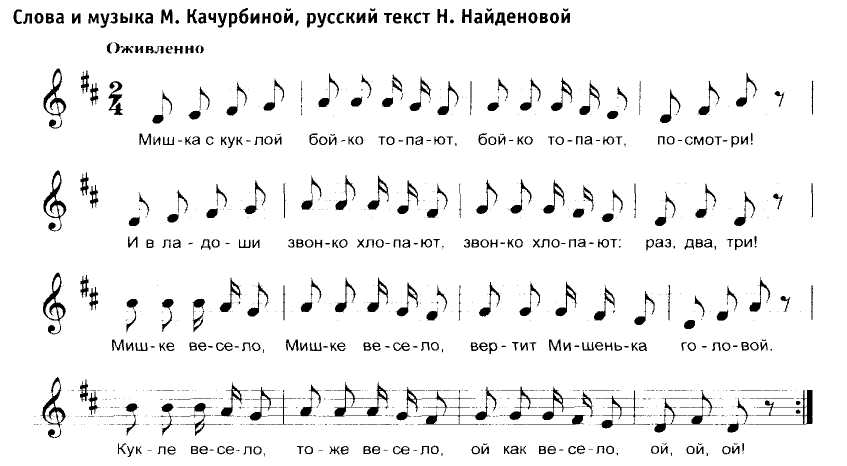 Слова и музыка М. Качурбиной, русский текст Н. Найденовой
Оживленно
2
4
Миш-ка с кук-лой бой-ко то-па-ют, бой-ко то-па-ют, по-смот-ри!
И в ла-до-ши звон-ко хло-па-ют, звон-ко хло-па-ют: раз, два, три!
Миш-ке ве-се-ло, Миш-ке ве-се-ло, вер-тит Ми-шень-ка го-ло-вой.
Кук-ле ве-се-ло, то-же ве-се-ло, ой как ве-се-ло, ой, ой, ой!